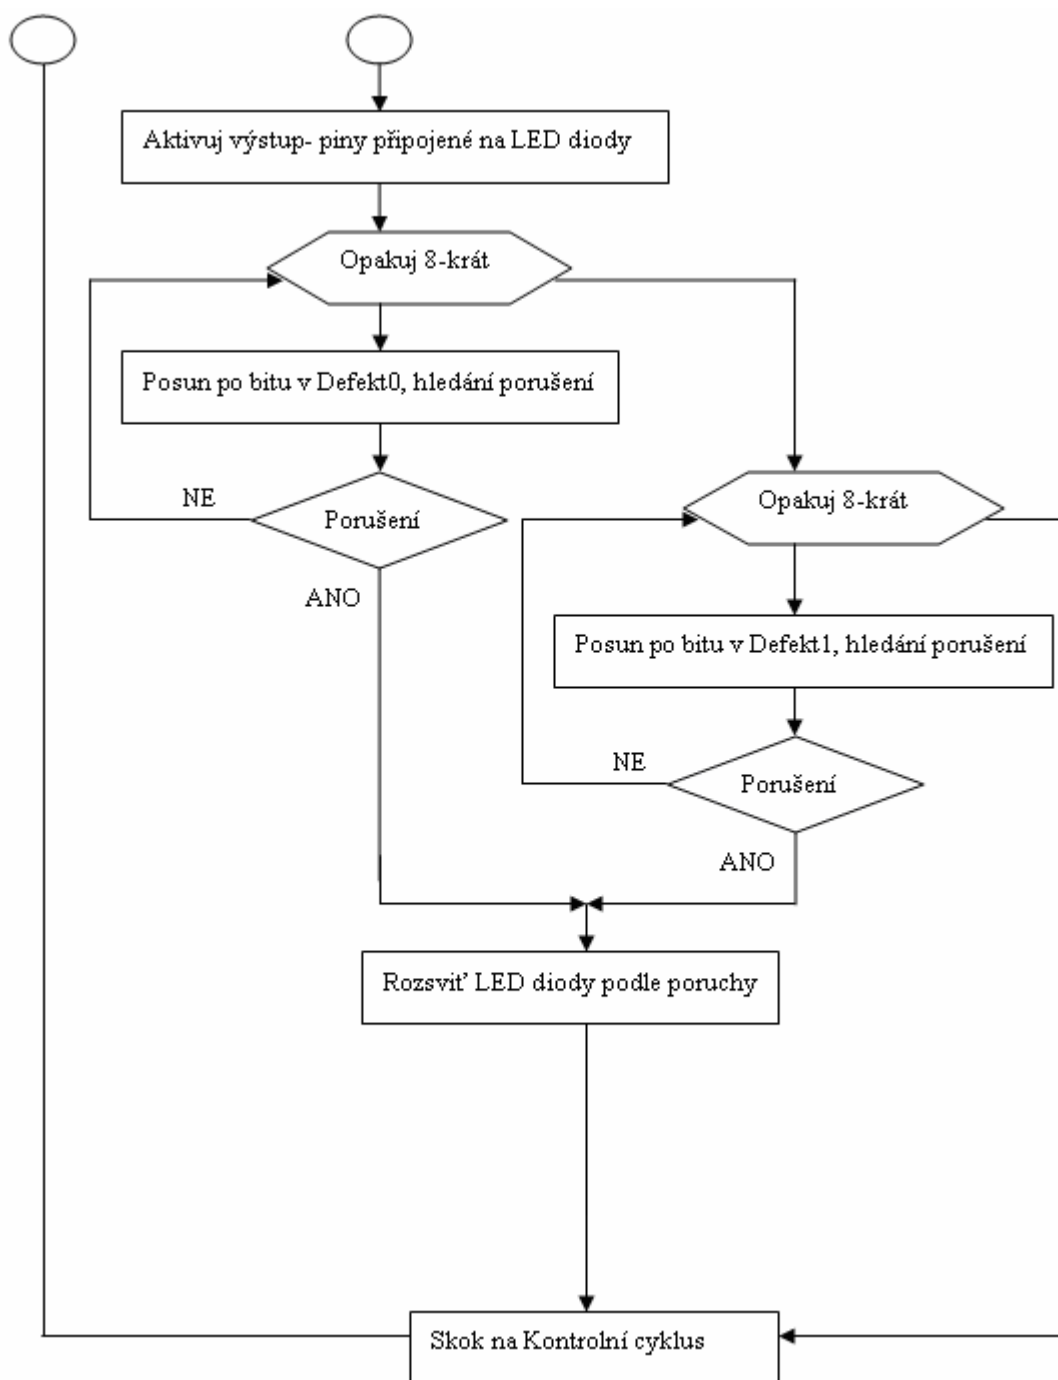 Aktivuj výstup- piny připojené na LED diody
Opakuj 8-krát
Posun po bitu v Defekt0, hledání porušení
NE
Porušení
ANO
Opakuj 8-krát
Posun po bitu v Defekt1, hledání porušení
NE
Porušení
ANO
Rozsviť LED diody podle poruchy
Skok na Kontrolní cyklus